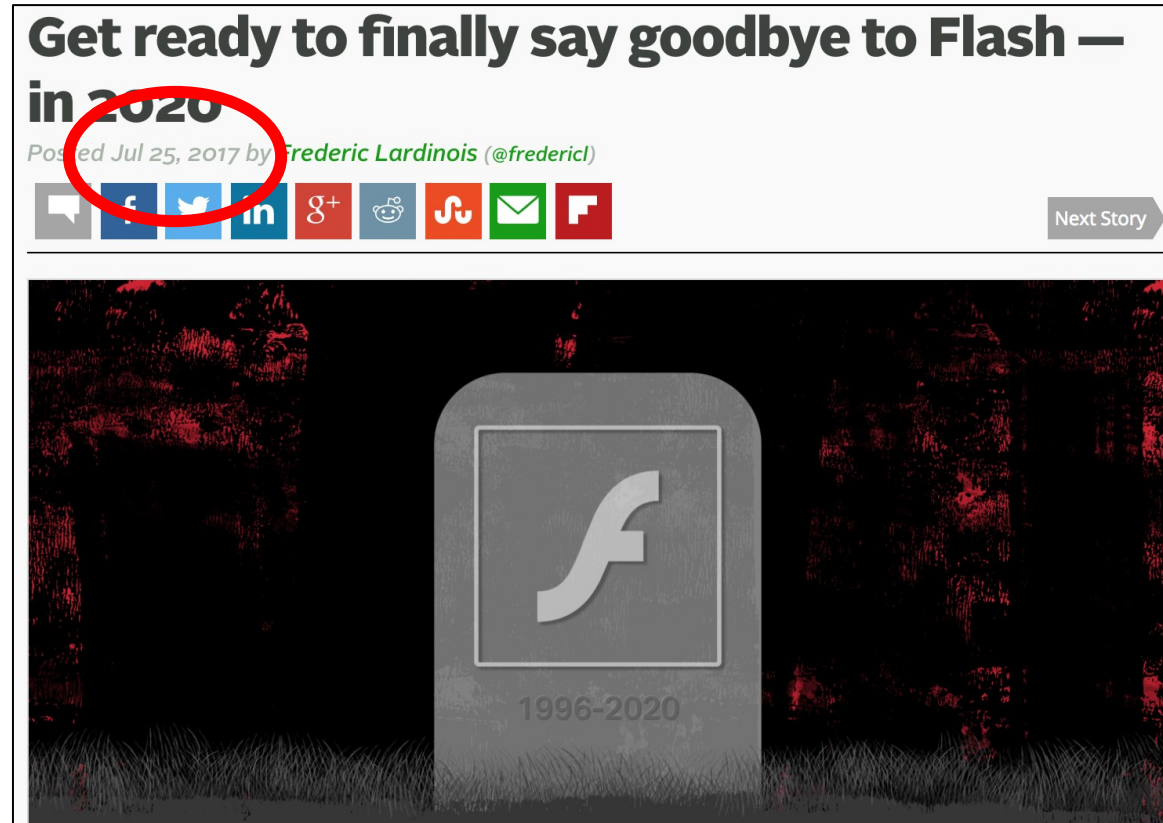 Get ready to finally say goodbye to Flash —
in 2020
Posted Jul 25, 2017 by Frederic Lardinois (@fredericl)
f in g+
Next Story
f
1996-2020